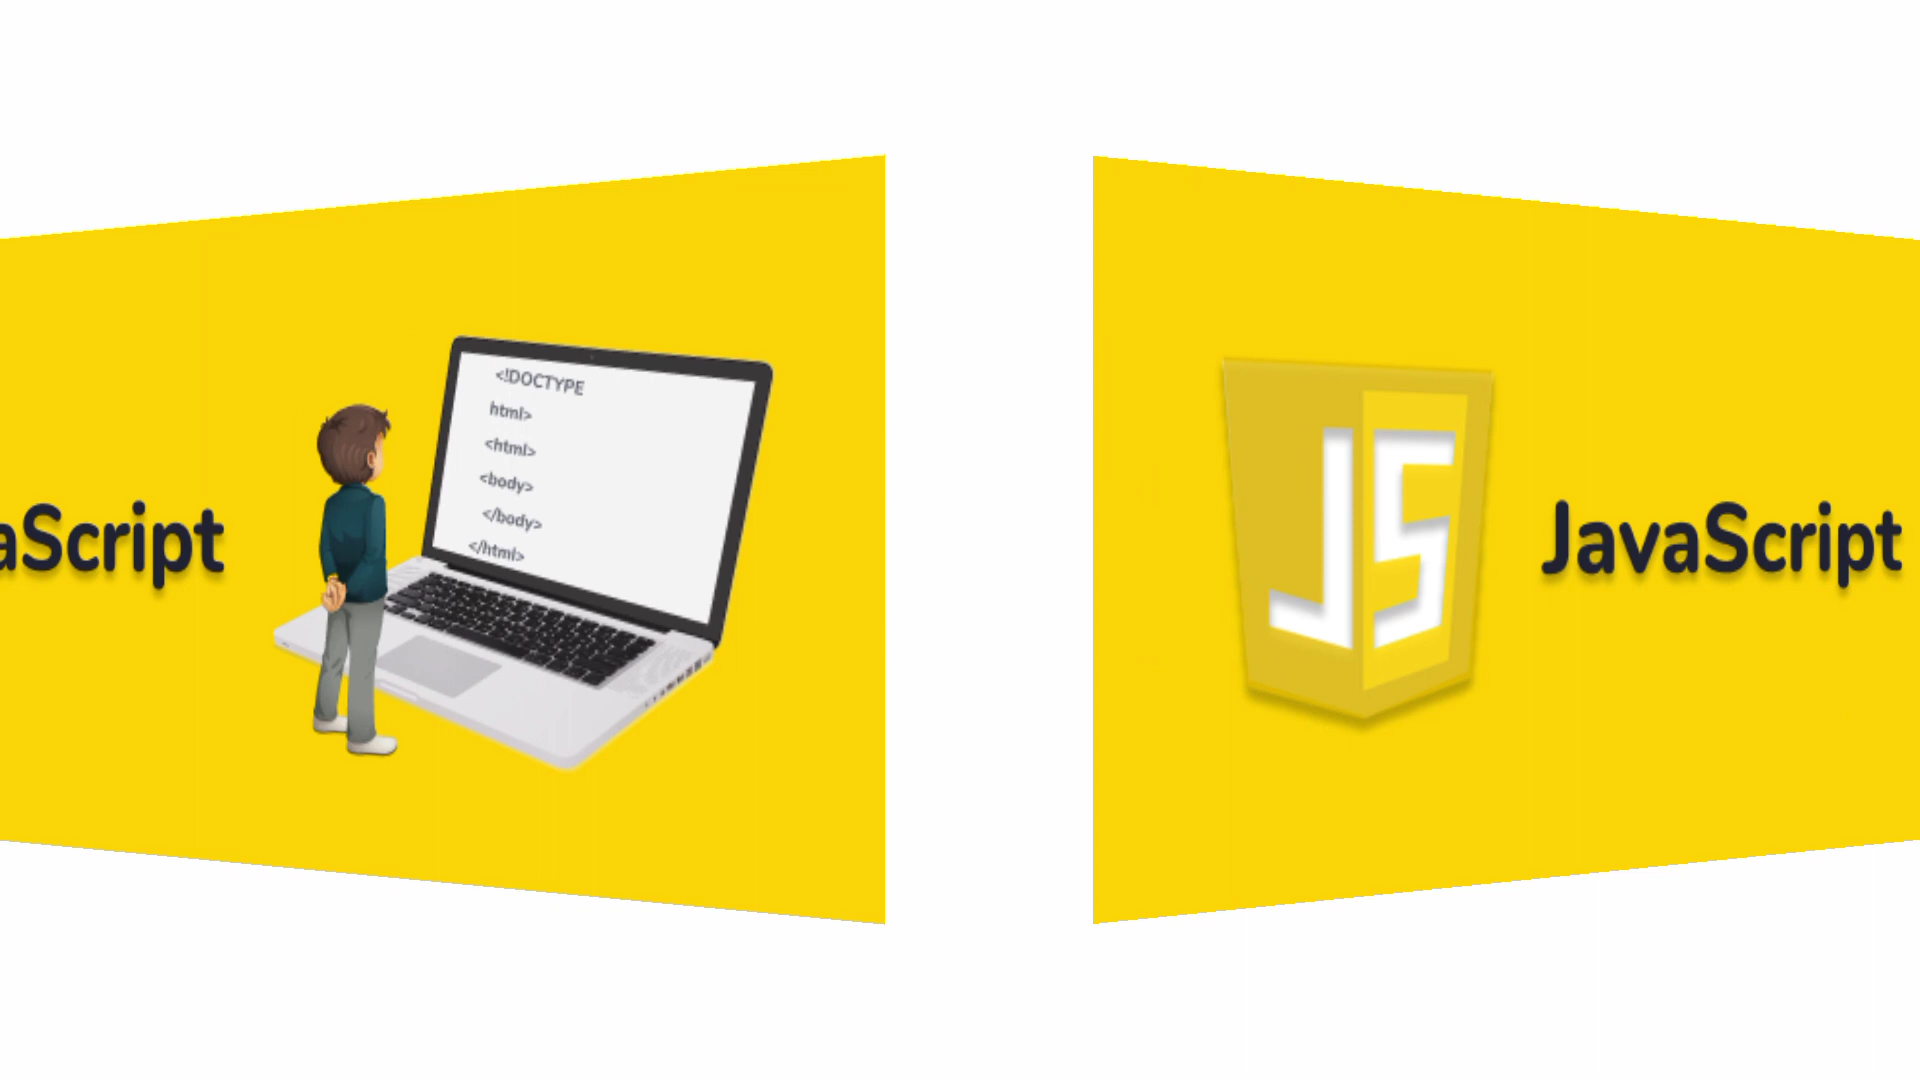 aScript
<!DOCTYPE
html>
<html>
<body>
</body>
</html>
JS
JavaScript